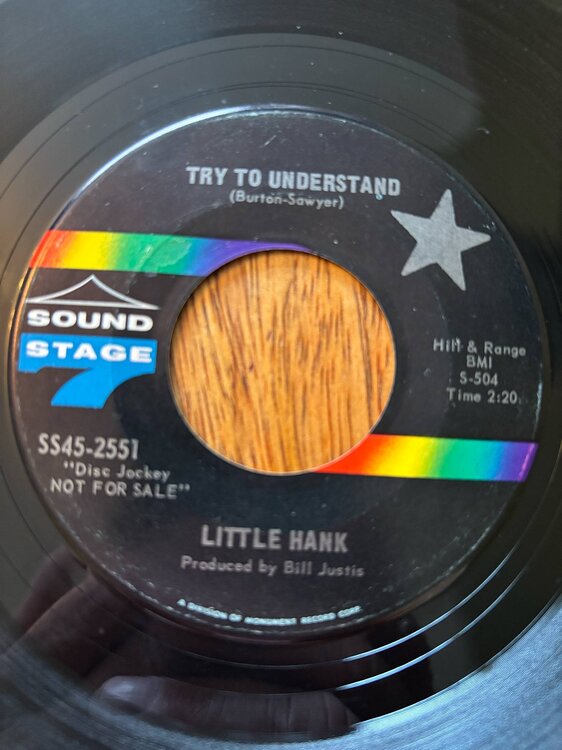 TRY TO UNDERSTAND
(Burton-Sawyer)
SOUND
STAGE
7
Hill & Range
BMI
S-504
Time 2:20
SS45-2551
"Disc Jockey
NOT FOR SALE"
LITTLE HANK
Produced by Bill Justis
A DIVISION OF MONUMENT RECORD CORP.